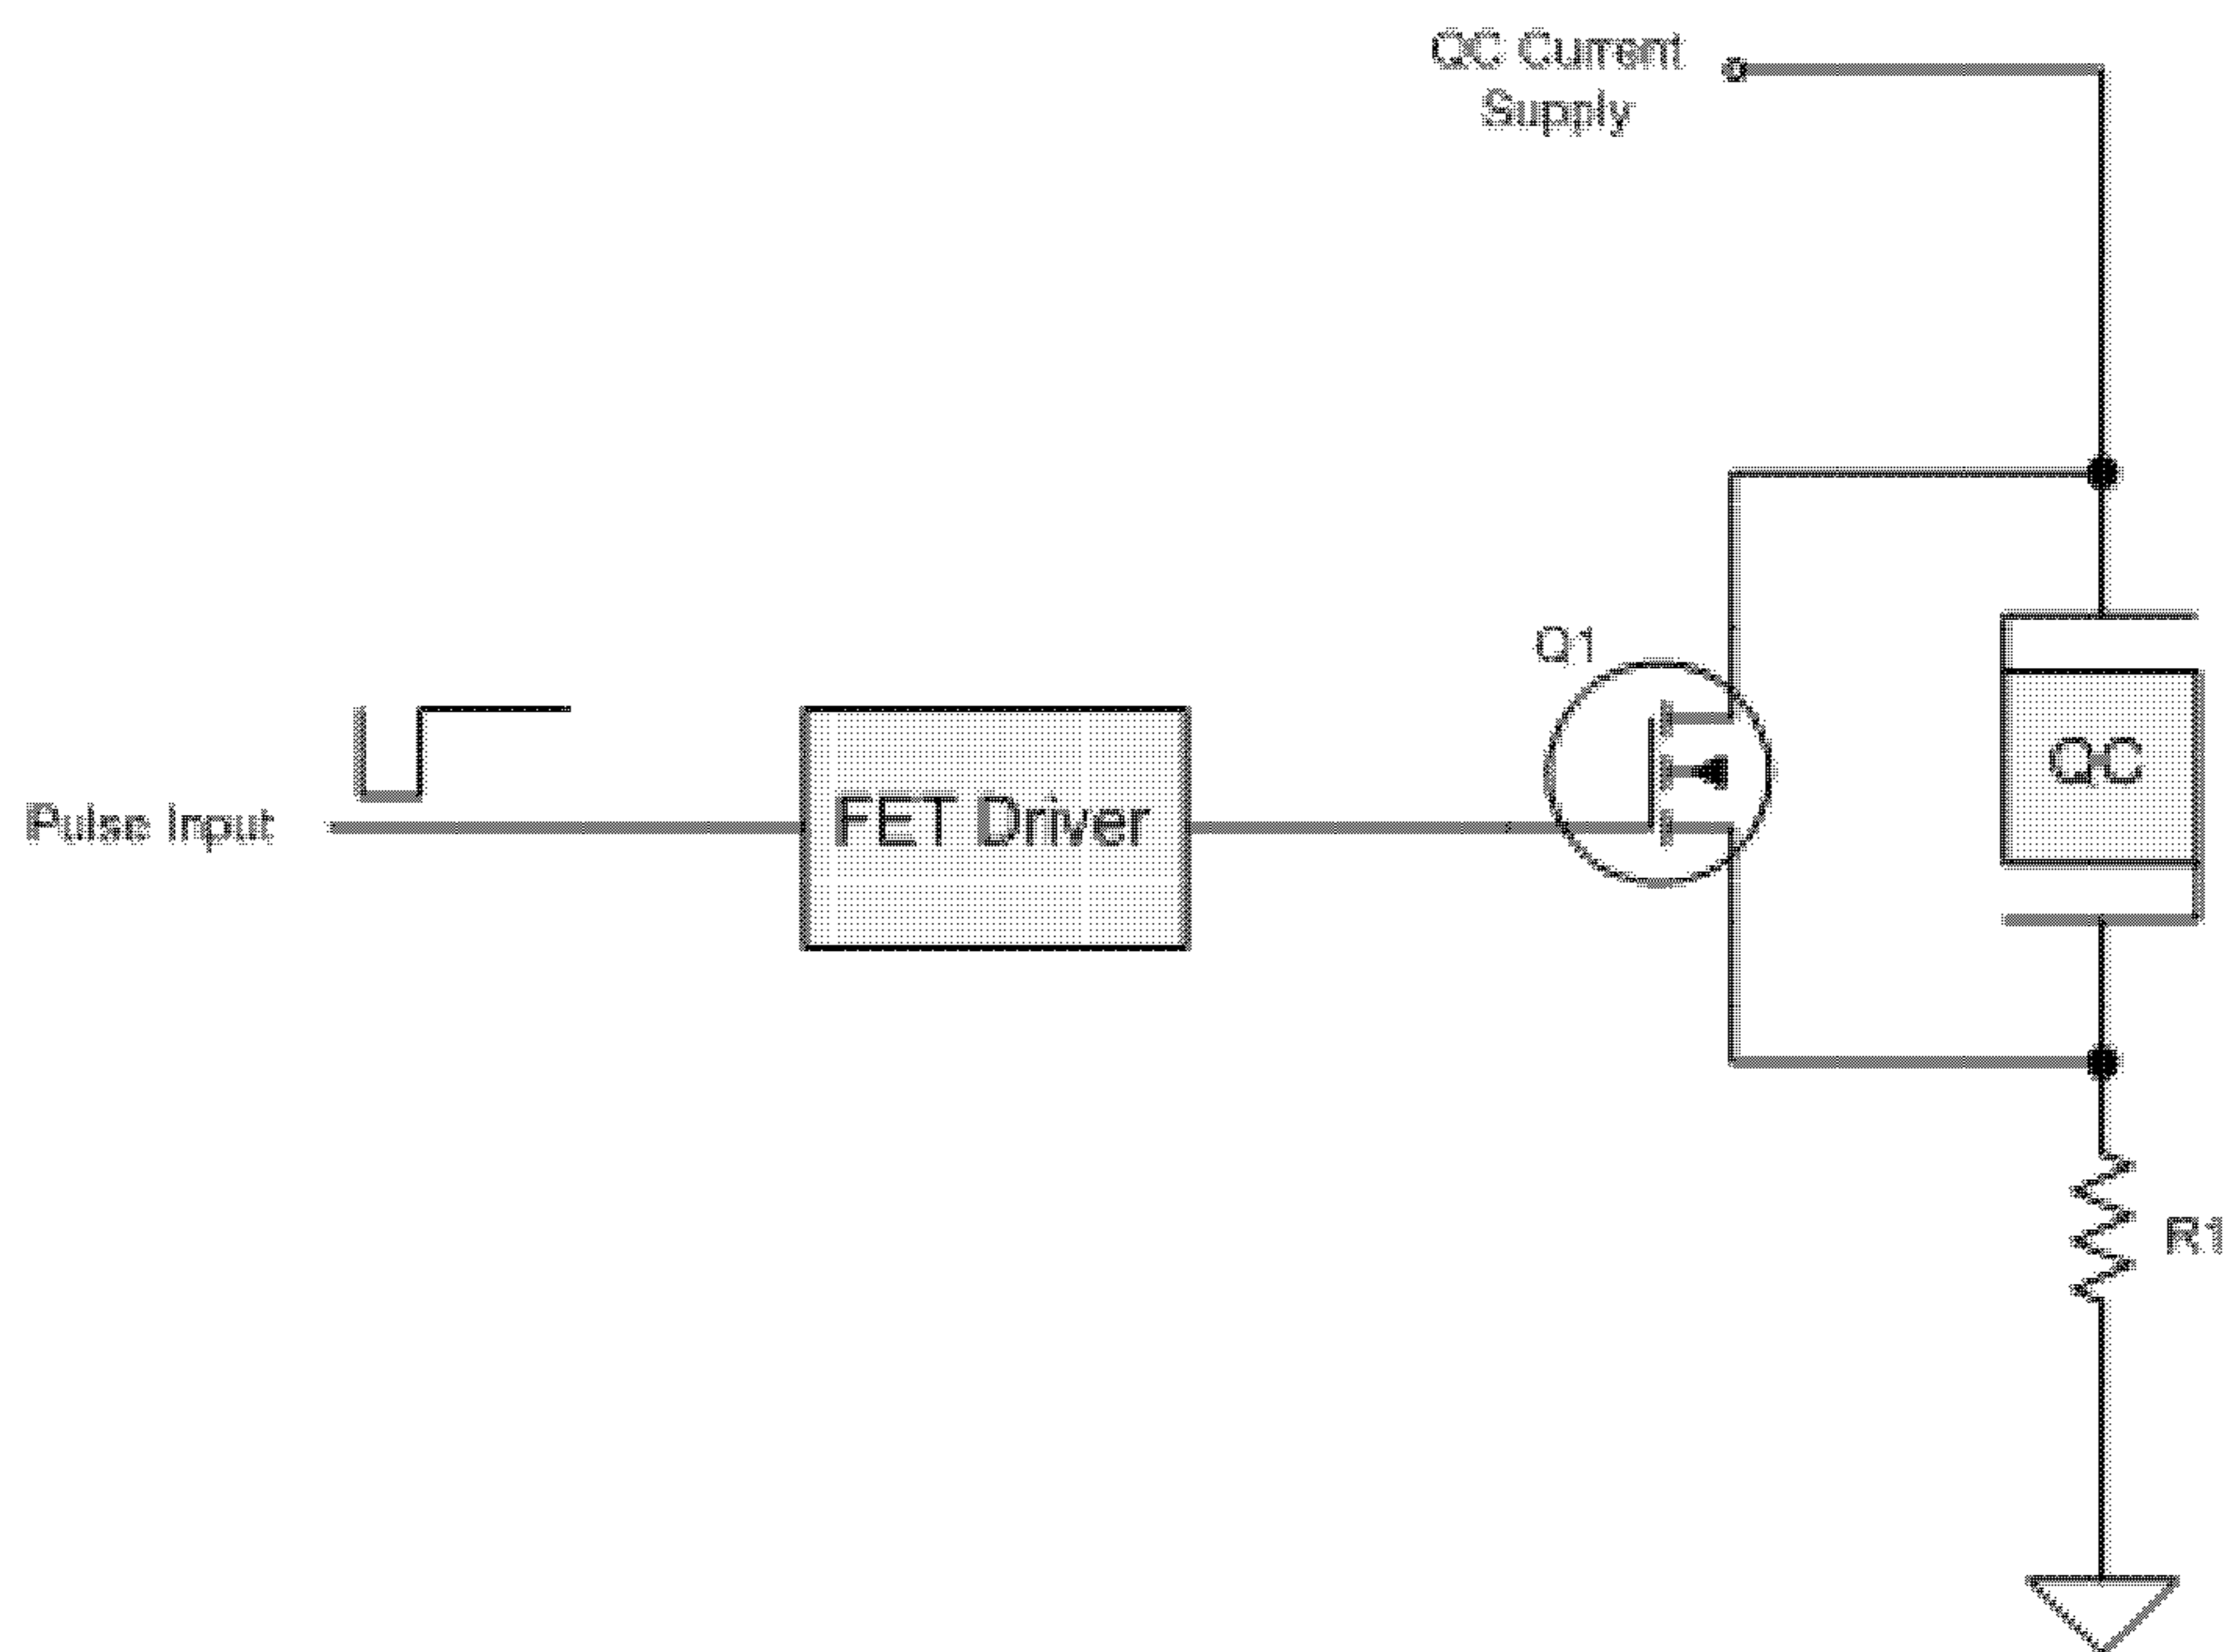 QC Current
Supply
Q1
QC
Pulse Input
FET Driver
R1